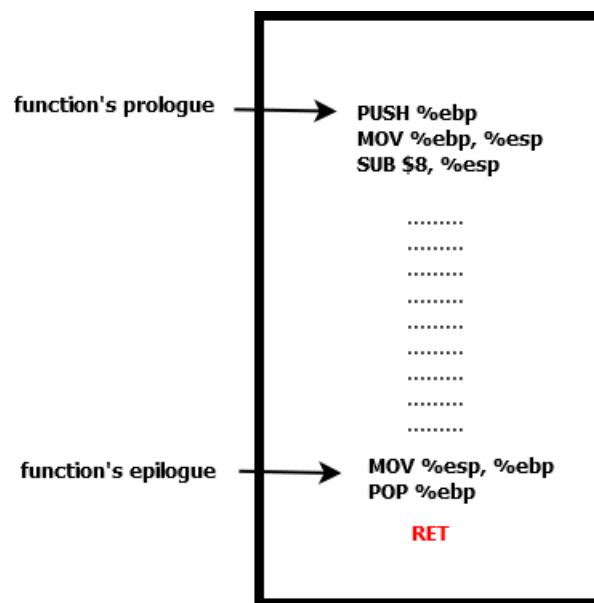 function's prologue
PUSH %ebp
MOV %ebp, %esp
SUB $8, %esp
.........
.........
.........
.........
.........
.........
.........
.........
.........
function's epilogue
MOV %esp, %ebp
POP %ebp
RET